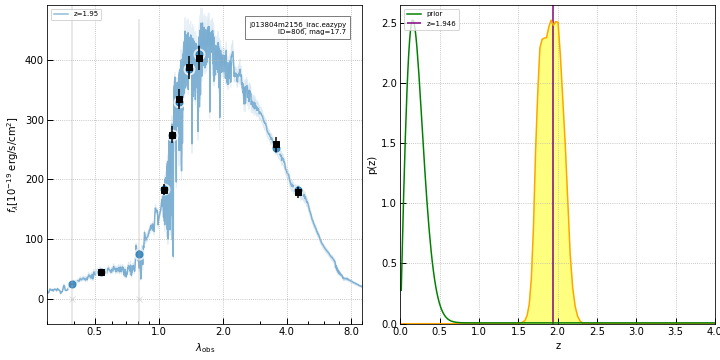 z=1.95
j013804m2156_irac.eazypy
ID=806, mag=17.7
400
300
200
100
0
f_λ [10^-19 erg/s/cm^2]
0.5 1.0 2.0 4.0 8.0
λ_obs
prior
z=1.946
2.5
2.0
1.5
1.0
0.5
0.0
p(z)
0.0 0.5 1.0 1.5 2.0 2.5 3.0 3.5 4.0
z